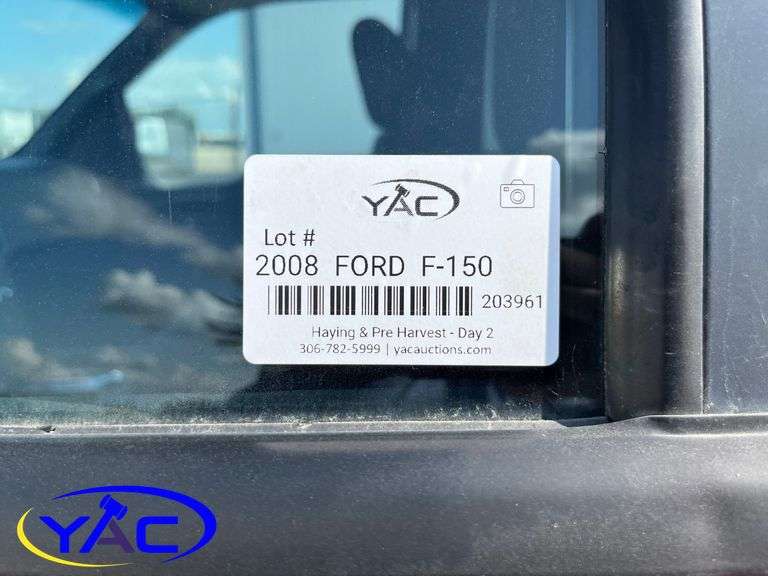 YAC
Lot #
2008 FORD F-150
203961
Haying & Pre Harvest - Day 2
306-782-5999 | yacauctions.com
YAC